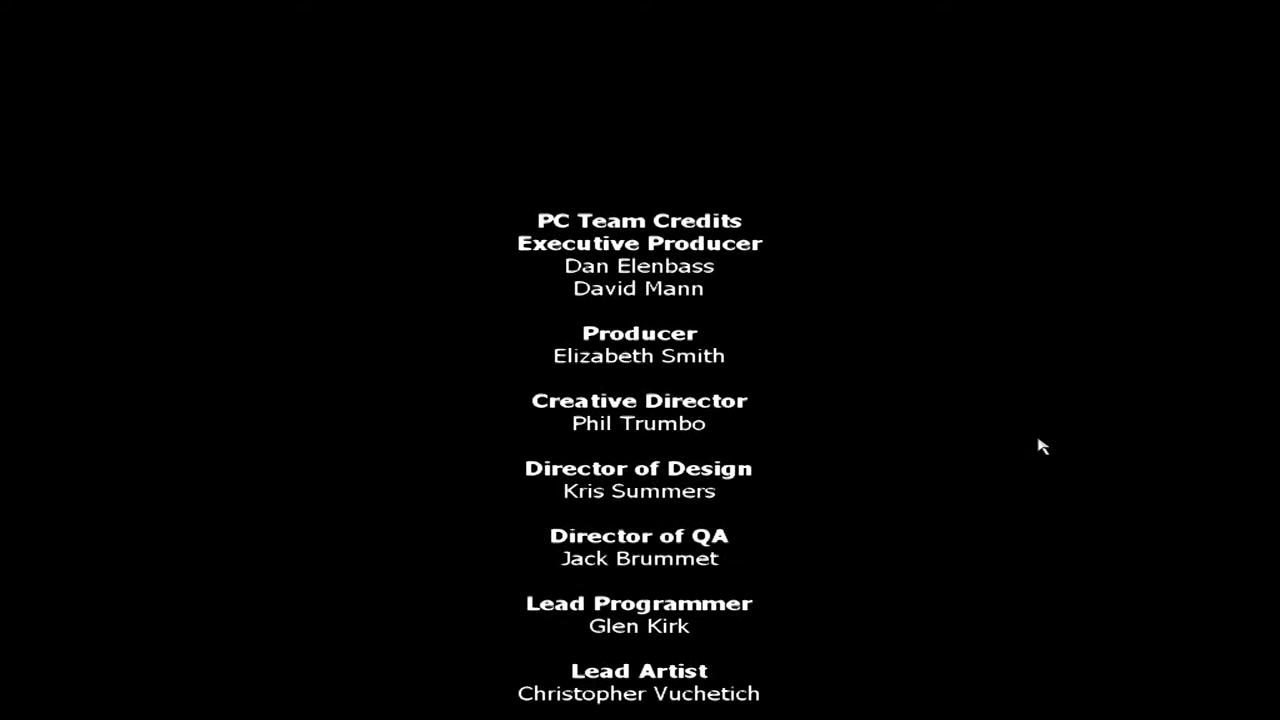 PC Team Credits
Executive Producer
Dan Elenbass
David Mann
Producer
Elizabeth Smith
Creative Director
Phil Trumbo
Director of Design
Kris Summers
Director of QA
Jack Brummet
Lead Programmer
Glen Kirk
Lead Artist
Christopher Vuchetich